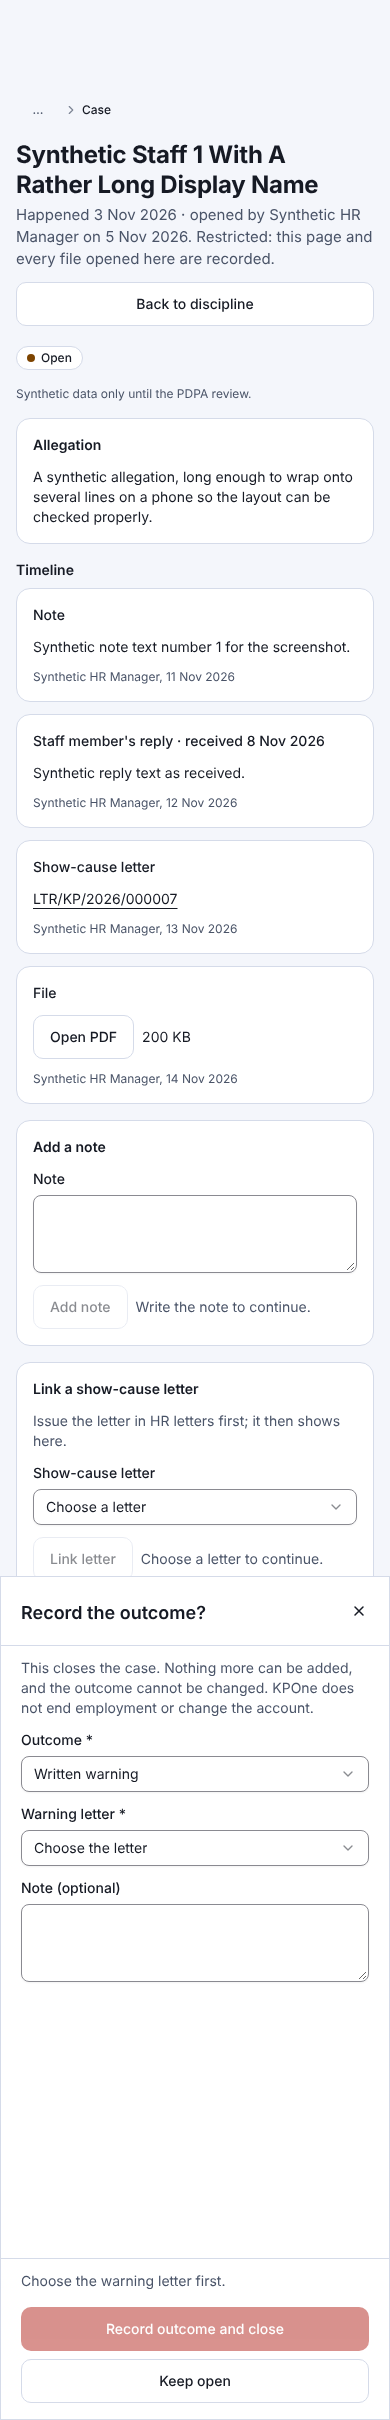 ... > Case
Synthetic Staff 1 With A
Rather Long Display Name
Happened 3 Nov 2026 · opened by Synthetic HR
Manager on 5 Nov 2026. Restricted: this page and
every file opened here are recorded.
Back to discipline
Open
Synthetic data only until the PDPA review.
Allegation
A synthetic allegation, long enough to wrap onto
several lines on a phone so the layout can be
checked properly.
Timeline
Note
Synthetic note text number 1 for the screenshot.
Synthetic HR Manager, 11 Nov 2026
Staff member's reply · received 8 Nov 2026
Synthetic reply text as received.
Synthetic HR Manager, 12 Nov 2026
Show-cause letter
LTR/KP/2026/000007
Synthetic HR Manager, 13 Nov 2026
File
Open PDF 200 KB
Synthetic HR Manager, 14 Nov 2026
Add a note
Note
Add note Write the note to continue.
Link a show-cause letter
Issue the letter in HR letters first; it then shows
here.
Show-cause letter
Choose a letter
Link letter Choose a letter to continue.
Record the outcome?
This closes the case. Nothing more can be added,
and the outcome cannot be changed. KPOne does
not end employment or change the account.
Outcome *
Written warning
Warning letter *
Choose the letter
Note (optional)
Choose the warning letter first.
Record outcome and close
Keep open